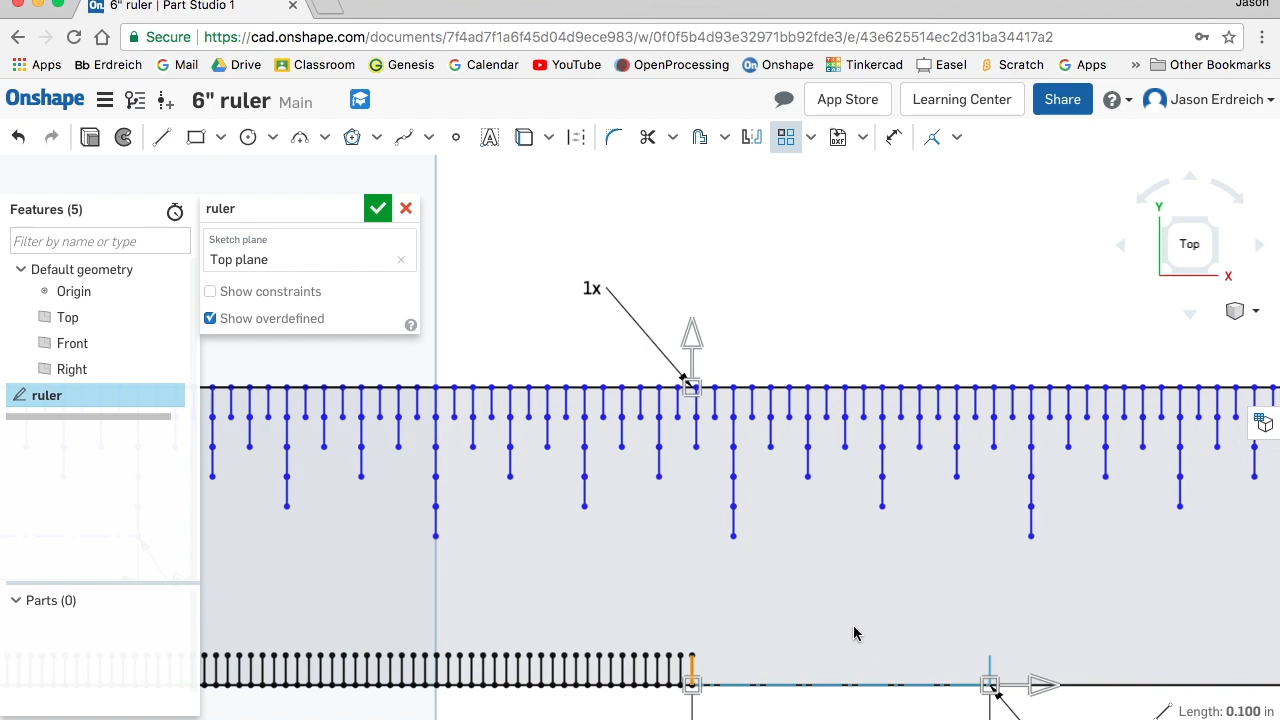 On 6" ruler | Part Studio 1
Jason
Secure https://cad.onshape.com/documents/7f4ad7f1a6f45d04d9ece983/w/0f0f5b4d93e32971bb92fde3/e/43e625514ec2d31ba34417a2
Apps Bb Erdreich Mail Drive Classroom Genesis Calendar YouTube OpenProcessing Onshape Tinkercad Easel Scratch Apps » Other Bookmarks
Onshape 6" ruler Main App Store Learning Center Share Jason Erdreich
Features (5)
ruler
Filter by name or type
Sketch plane
Top plane
Default geometry
Show constraints
Origin
Show overdefined
Top
Front
Right
ruler
Parts (0)
1x
Y
Top
X
Length: 0.100 in